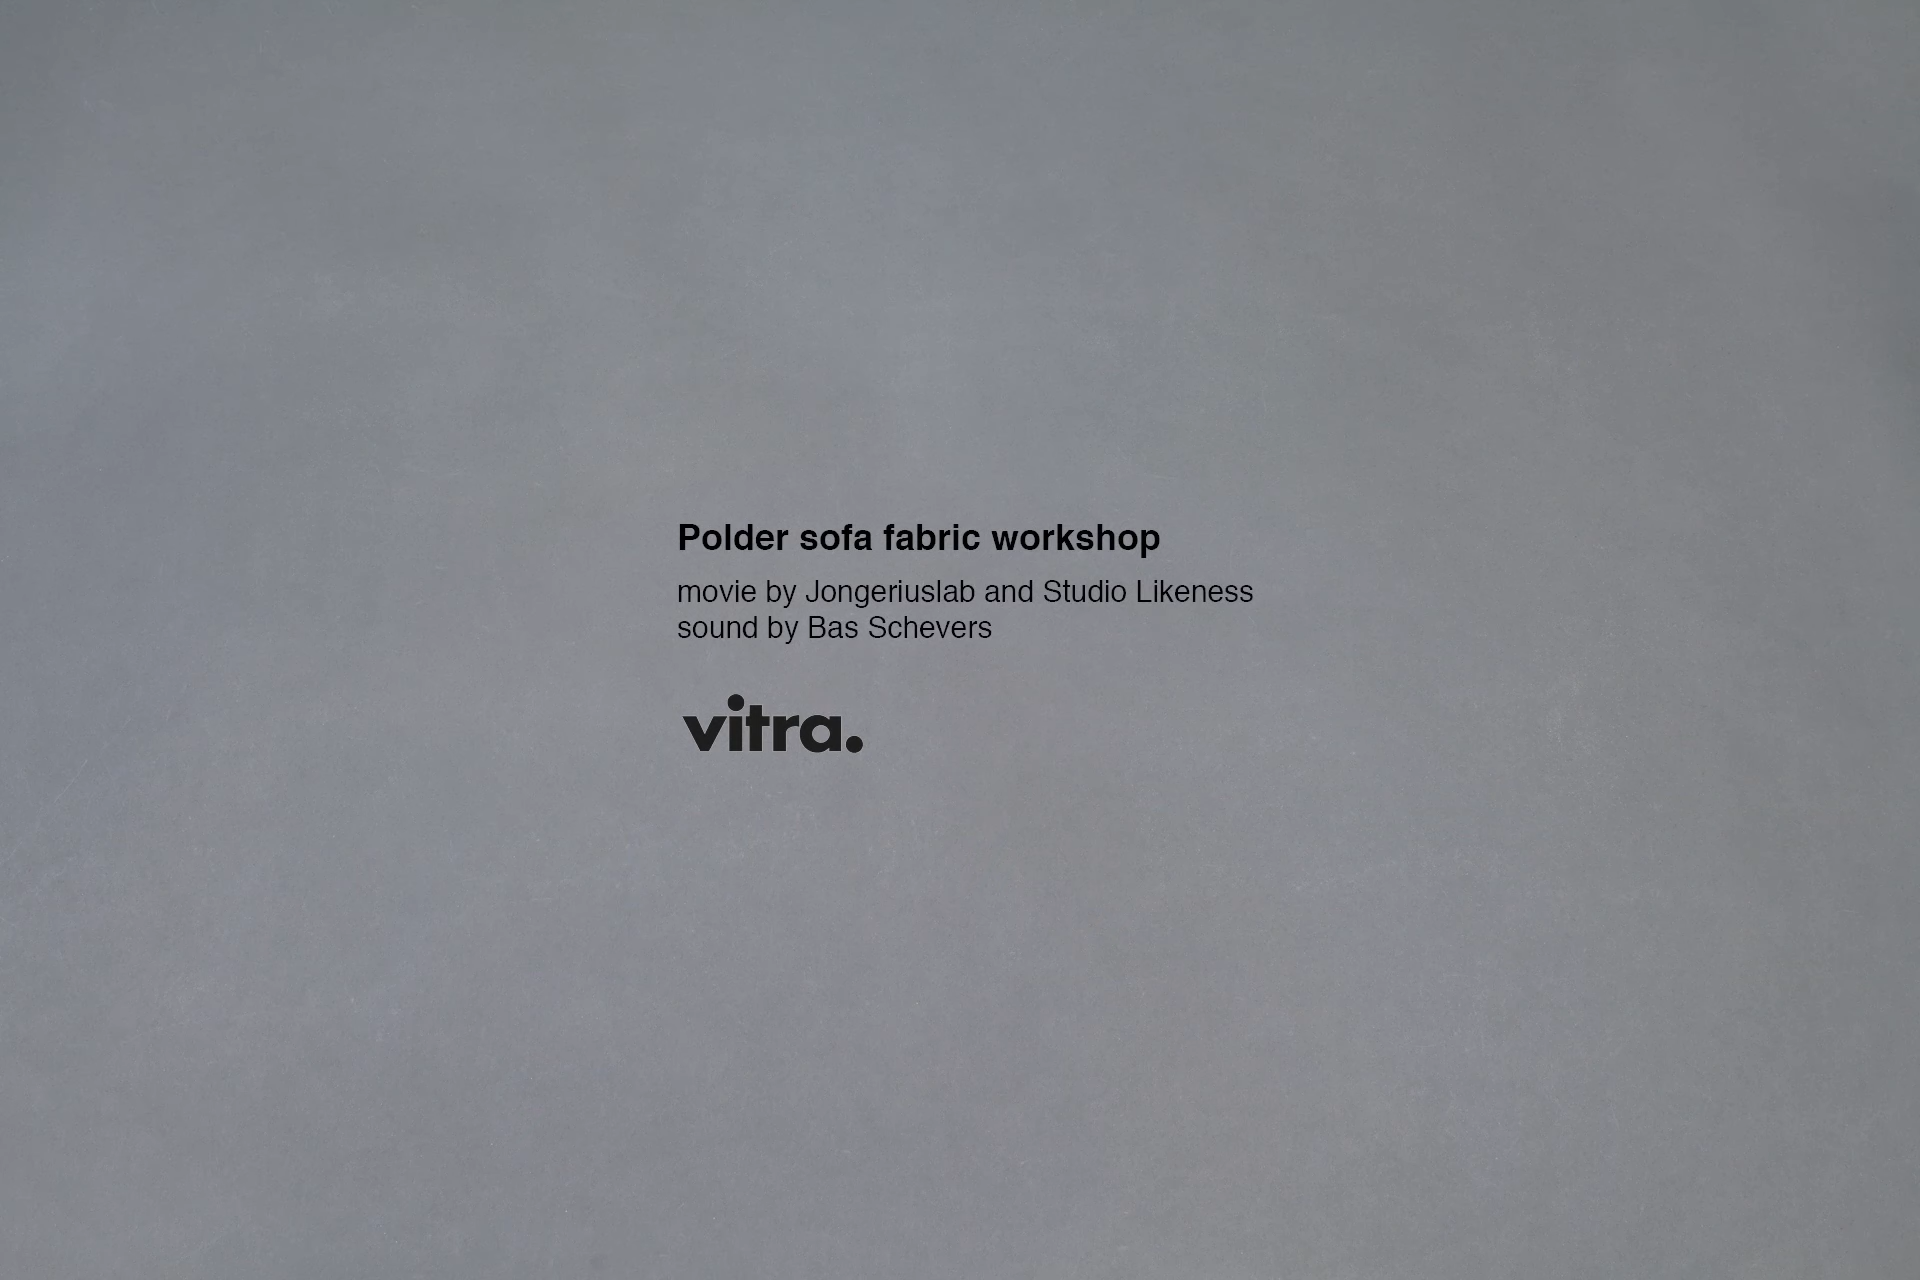 Polder sofa fabric workshop
movie by Jongeriuslab and Studio Likeness
sound by Bas Schevers
vitra.